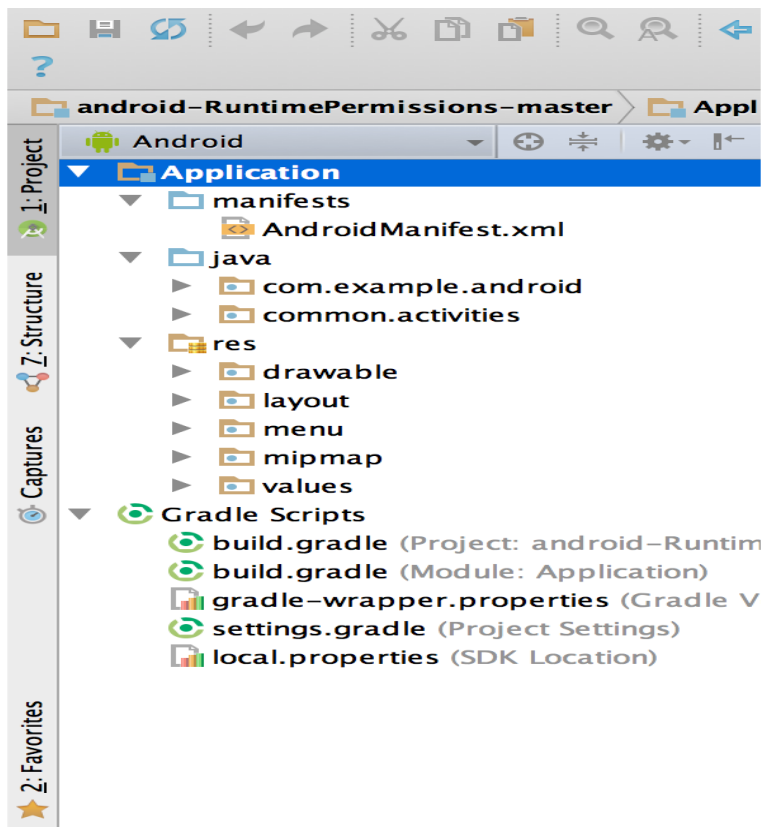 ?
android-RuntimePermissions-master
Appl
Android
Application
manifests
AndroidManifest.xml
java
com.example.android
common.activities
res
drawable
layout
menu
mipmap
values
Gradle Scripts
build.gradle (Project: android-Runtim
build.gradle (Module: Application)
gradle-wrapper.properties (Gradle V
settings.gradle (Project Settings)
local.properties (SDK Location)
1: Project
7: Structure
Captures
2: Favorites